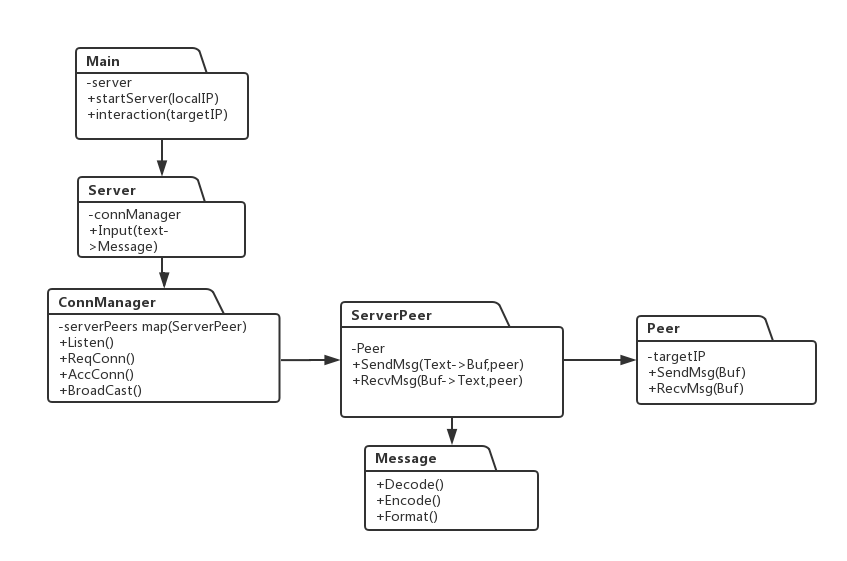 Main
-server
+startServer(localIP)
+interaction(targetIP)
Server
-connManager
+Input(text-
>Message)
ConnManager
-serverPeers map(ServerPeer)
+Listen()
+ReqConn()
+AccConn()
+BroadCast()
ServerPeer
-Peer
+SendMsg(Text->Buf,peer)
+RecvMsg(Buf->Text,peer)
Peer
-targetIP
+SendMsg(Buf)
+RecvMsg(Buf)
Message
+Decode()
+Encode()
+Format()